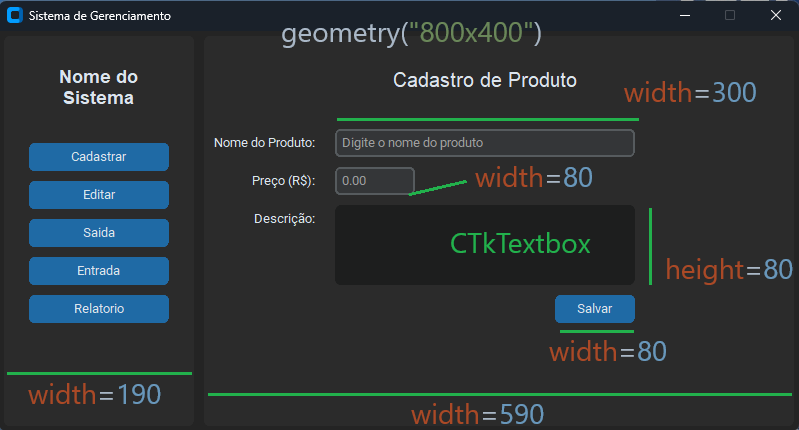 Sistema de Gerenciamento
geometry("800x400")
Nome do
Sistema
Cadastrar
Editar
Saida
Entrada
Relatorio
width=190
Cadastro de Produto
width=300
Nome do Produto:
Digite o nome do produto
Preço (R$):
0.00
width=80
Descrição:
CTkTextbox
height=80
Salvar
width=80
width=590